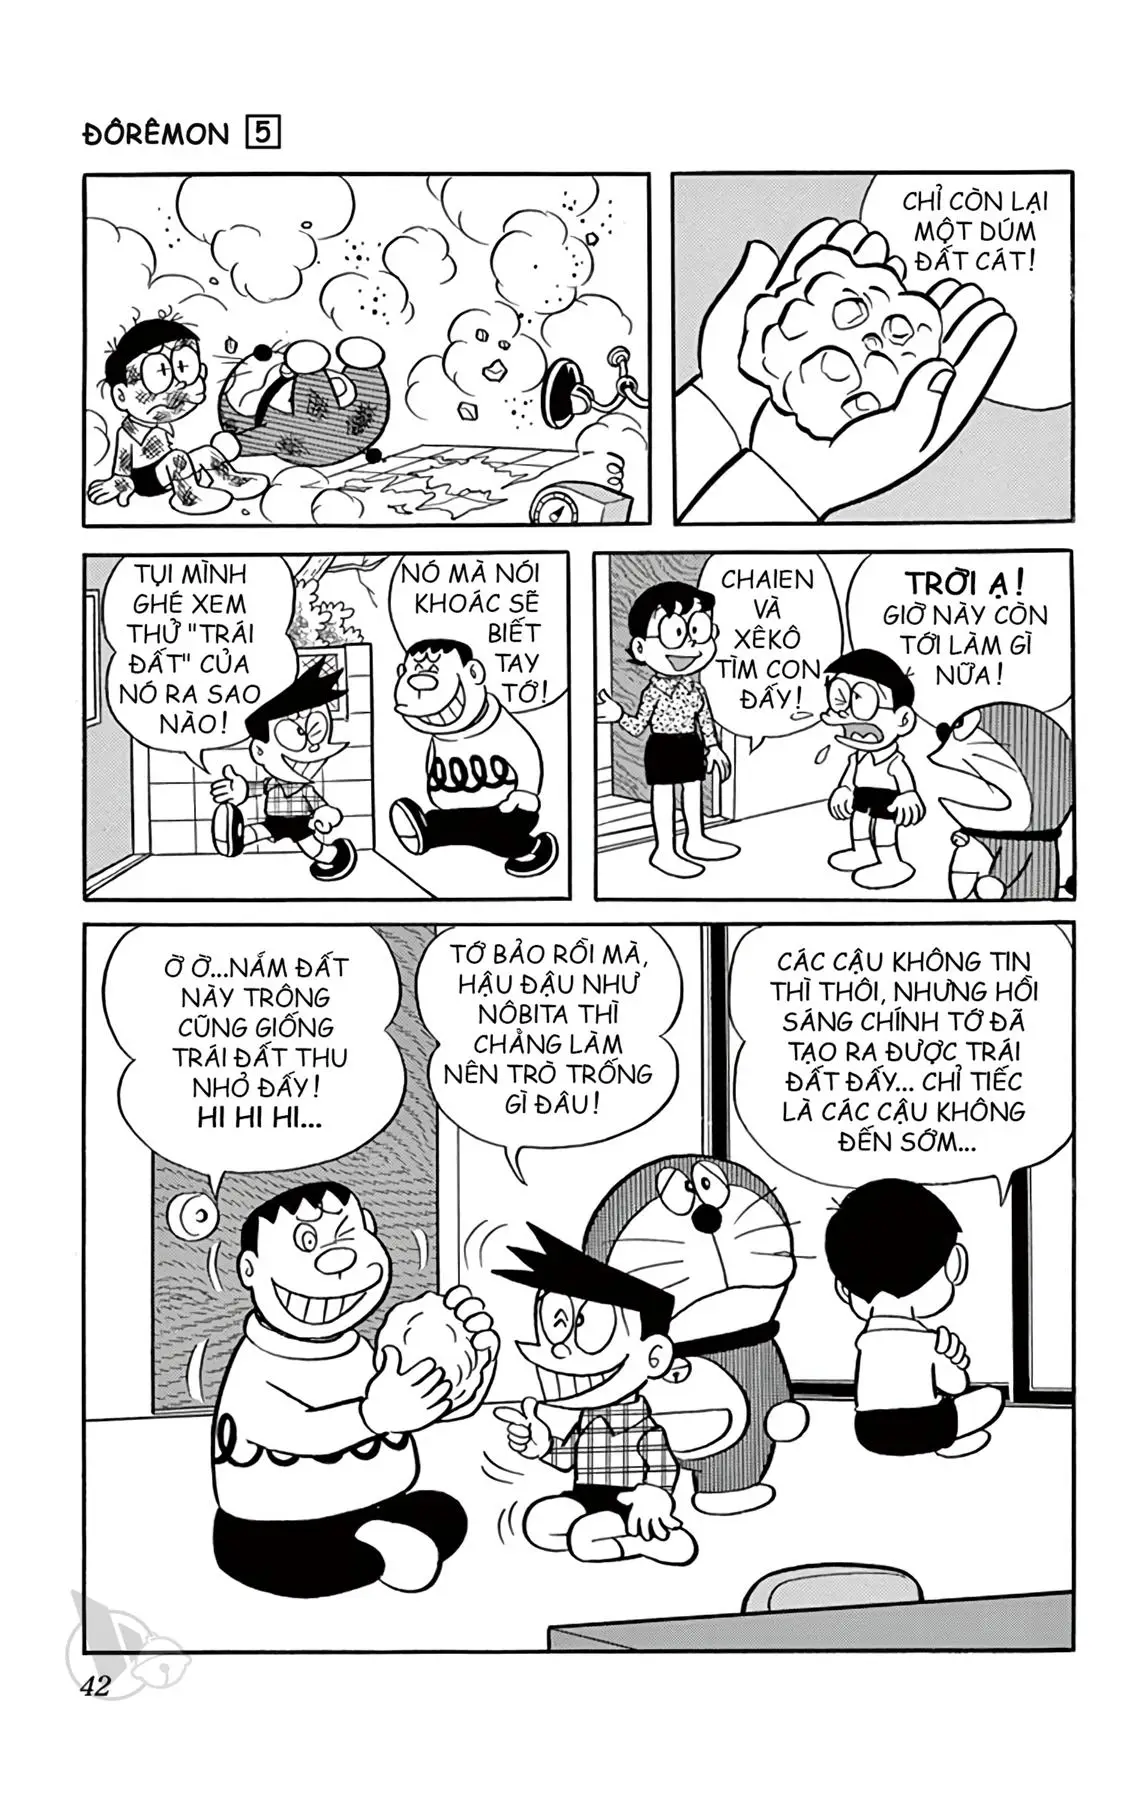 ĐÔRÊMON 5
CHỈ CÒN LẠI
MỘT DÚM
ĐẤT CÁT!
TỤI MÌNH
GHÉ XEM
THỬ "TRÁI
ĐẤT" CỦA
NÓ RA SAO
NÀO!
NÓ MÀ NÓI
KHOÁC SẼ
BIẾT
TAY
TỚ!
CHAIEN
VÀ
XÊKÔ
TÌM CON
ĐẤY!
TRỜI Ạ!
GIỜ NÀY CÒN
TỚI LÀM GÌ
NỮA!
Ờ Ờ...NẮM ĐẤT
NÀY TRÔNG
CŨNG GIỐNG
TRÁI ĐẤT THU
NHỎ ĐẤY!
HI HI HI...
TỚ BẢO RỒI MÀ,
HẬU ĐẬU NHƯ
NÔBITA THÌ
CHẲNG LÀM
NÊN TRÒ TRỐNG
GÌ ĐÂU!
CÁC CẬU KHÔNG TIN
THÌ THÔI, NHƯNG HỒI
SÁNG CHÍNH TỚ ĐÃ
TẠO RA ĐƯỢC TRÁI
ĐẤT ĐẤY... CHỈ TIẾC
LÀ CÁC CẬU KHÔNG
ĐẾN SỚM...
42